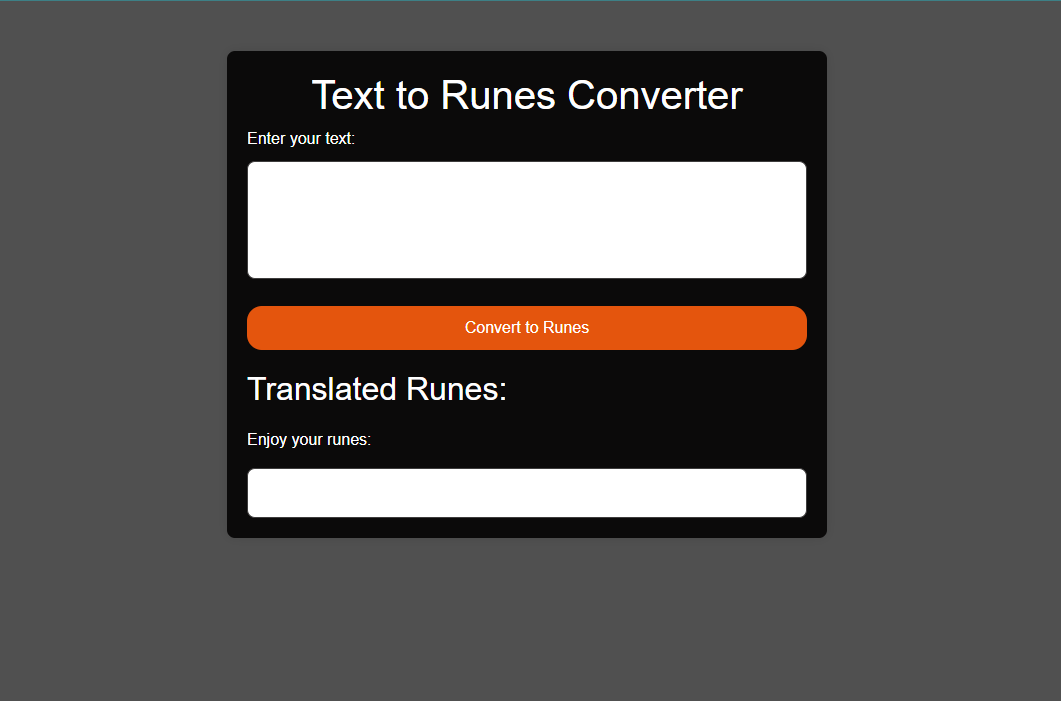 Text to Runes Converter
Enter your text:
Convert to Runes
Translated Runes:
Enjoy your runes: